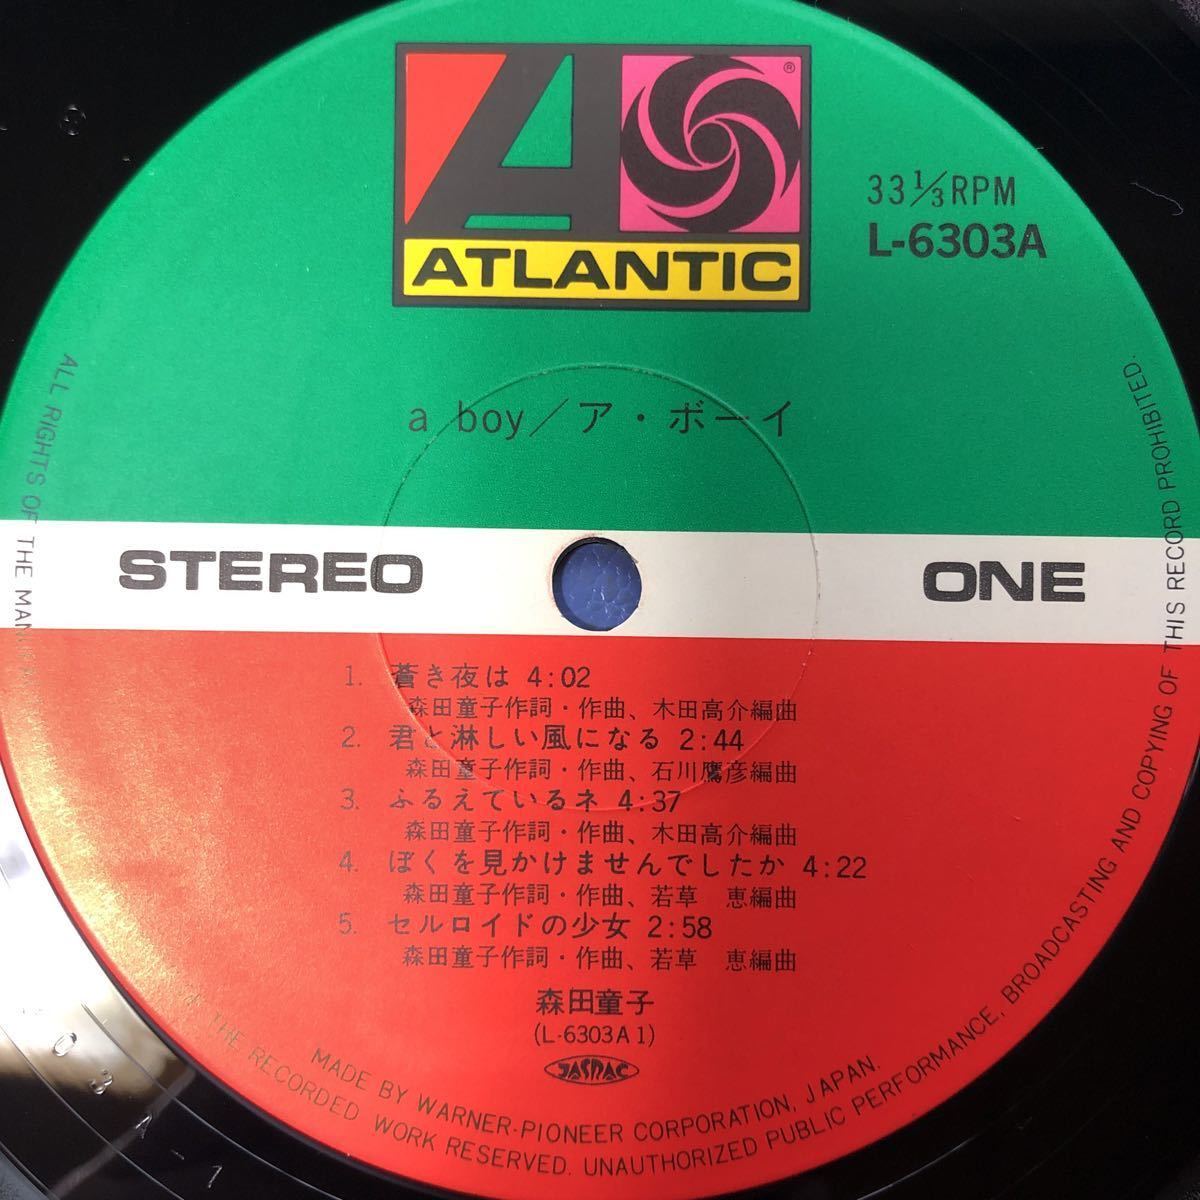 ATLANTIC
®
33 1/3 RPM
L-6303A
a boy／ア・ボーイ
STEREO
ONE
1. 蒼き夜は 4:02
森田童子作詞・作曲、木田高介編曲
2. 君と淋しい風になる 2:44
森田童子作詞・作曲、石川鷹彦編曲
3. ふるえているネ 4:37
森田童子作詞・作曲、木田高介編曲
4. ぼくを見かけませんでしたか 4:22
森田童子作詞・作曲、若草　恵編曲
5. セルロイドの少女 2:58
森田童子作詞・作曲、若草　恵編曲
森田童子
(L-6303A1)
JASRAC
MADE BY WARNER-PIONEER CORPORATION, JAPAN.
ALL RIGHTS OF THE
THE RECORDED WORK RESERVED. UNAUTHORIZED PUBLIC PERFORMANCE, BROADCASTING AND COPYING OF THIS RECORD PROHIBITED.